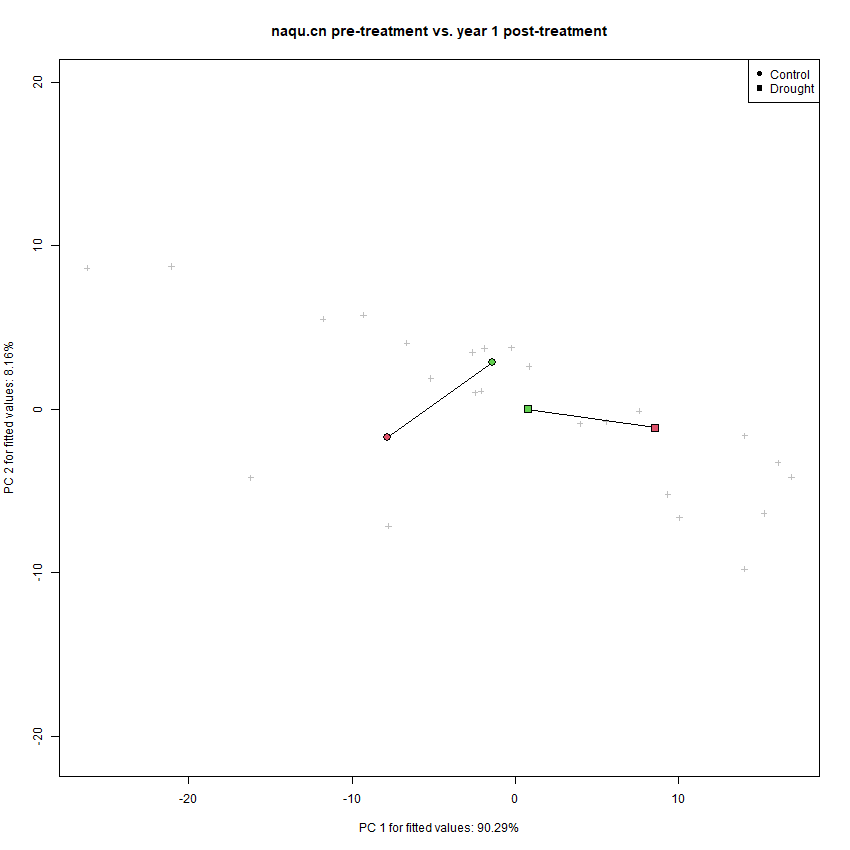 naqu.cn pre-treatment vs. year 1 post-treatment
Control
Drought
20
10
0
-10
-20
PC 2 for fitted values: 8.16%
-20
-10
0
10
PC 1 for fitted values: 90.29%